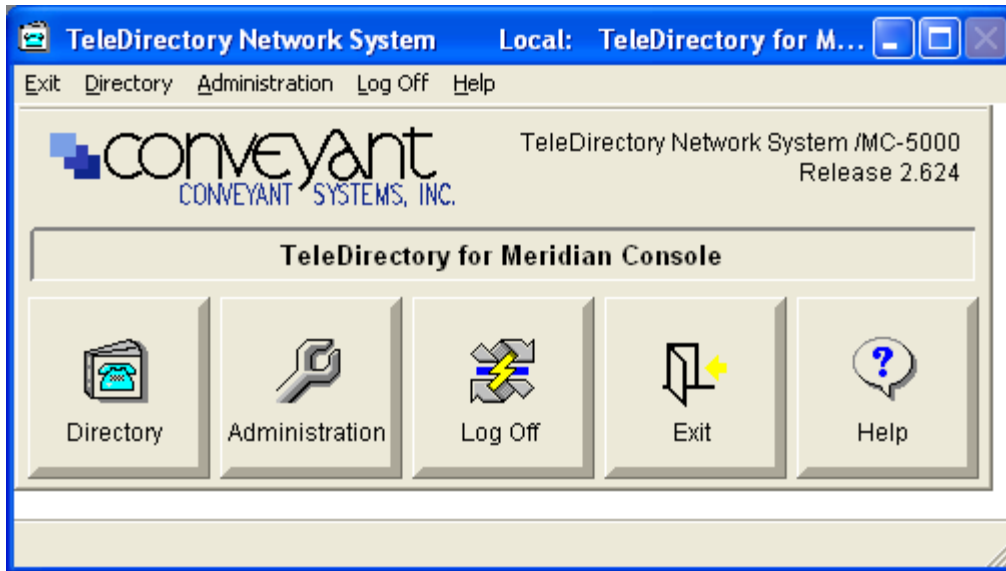 TeleDirectory Network System Local: TeleDirectory for M...
Exit Directory Administration Log Off Help
conveyant
CONVEYANT SYSTEMS, INC.
TeleDirectory Network System /MC-5000
Release 2.624
TeleDirectory for Meridian Console
Directory Administration Log Off Exit Help